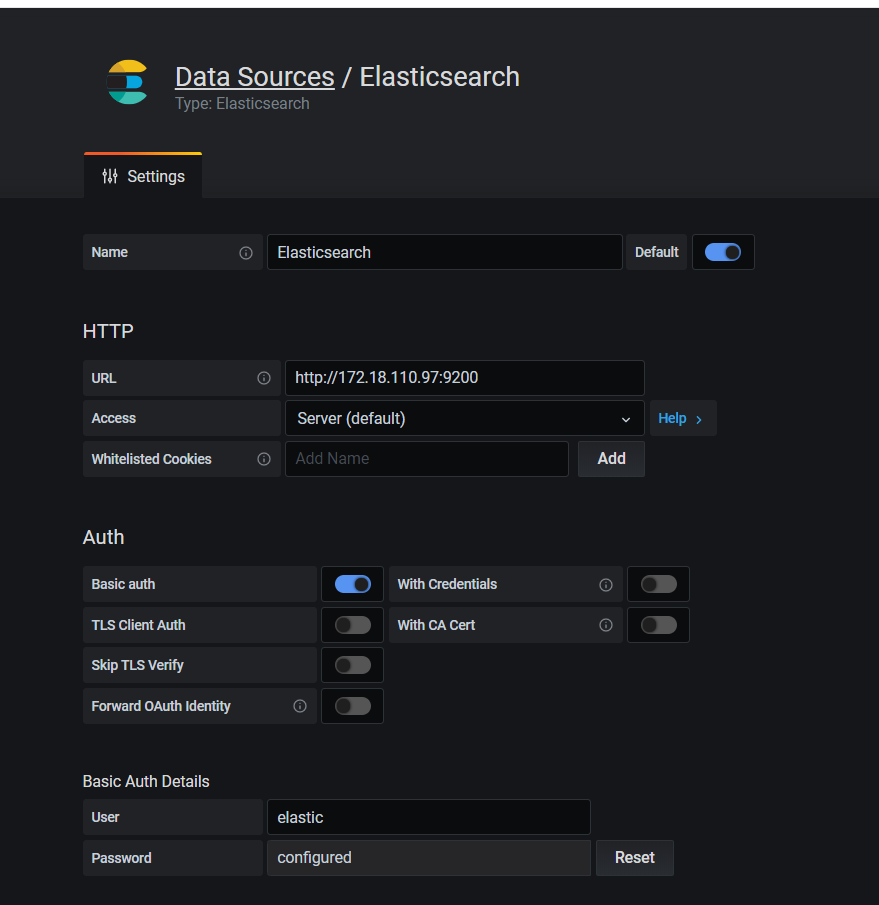 Data Sources / Elasticsearch
Type: Elasticsearch
Settings
Name Elasticsearch Default
HTTP
URL http://172.18.110.97:9200
Access Server (default) Help
Whitelisted Cookies Add Name Add
Auth
Basic auth With Credentials
TLS Client Auth With CA Cert
Skip TLS Verify
Forward OAuth Identity
Basic Auth Details
User elastic
Password configured Reset